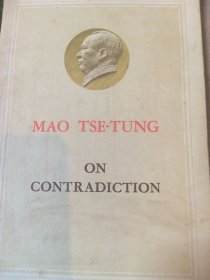 MAO TSE-TUNG
ON
CONTRADICTION